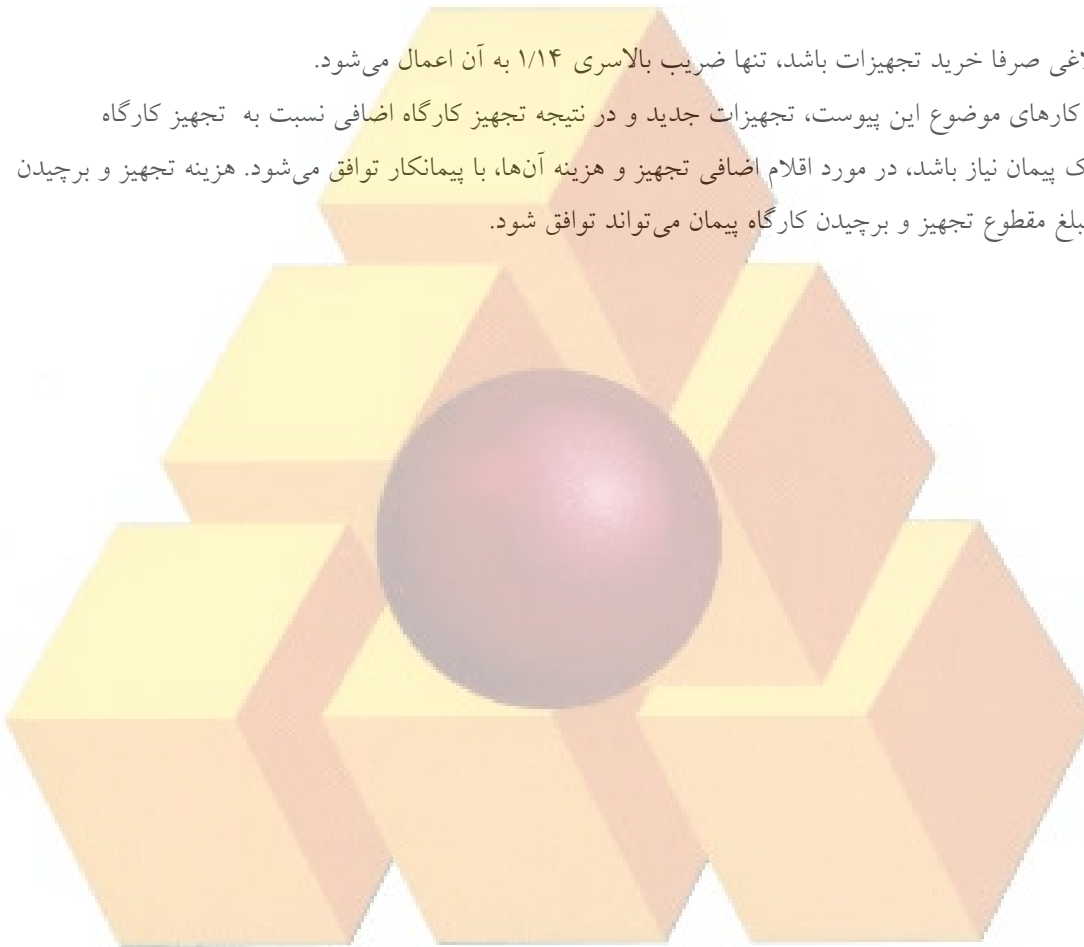 صرفا خرید تجهیزات باشد، تنها ضریب بالاسری ۱/۱۴ به آن اعمال می‌شود.
کارهای موضوع این پیوست، تجهیزات جدید و در نتیجه تجهیز کارگاه اضافی نسبت به تجهیز کارگاه
پیمان نیاز باشد، در مورد اقلام اضافی تجهیز و هزینه آن‌ها، با پیمانکار توافق می‌شود. هزینه تجهیز و برچیدن
مقطوع تجهیز و برچیدن کارگاه پیمان می‌تواند توافق شود.